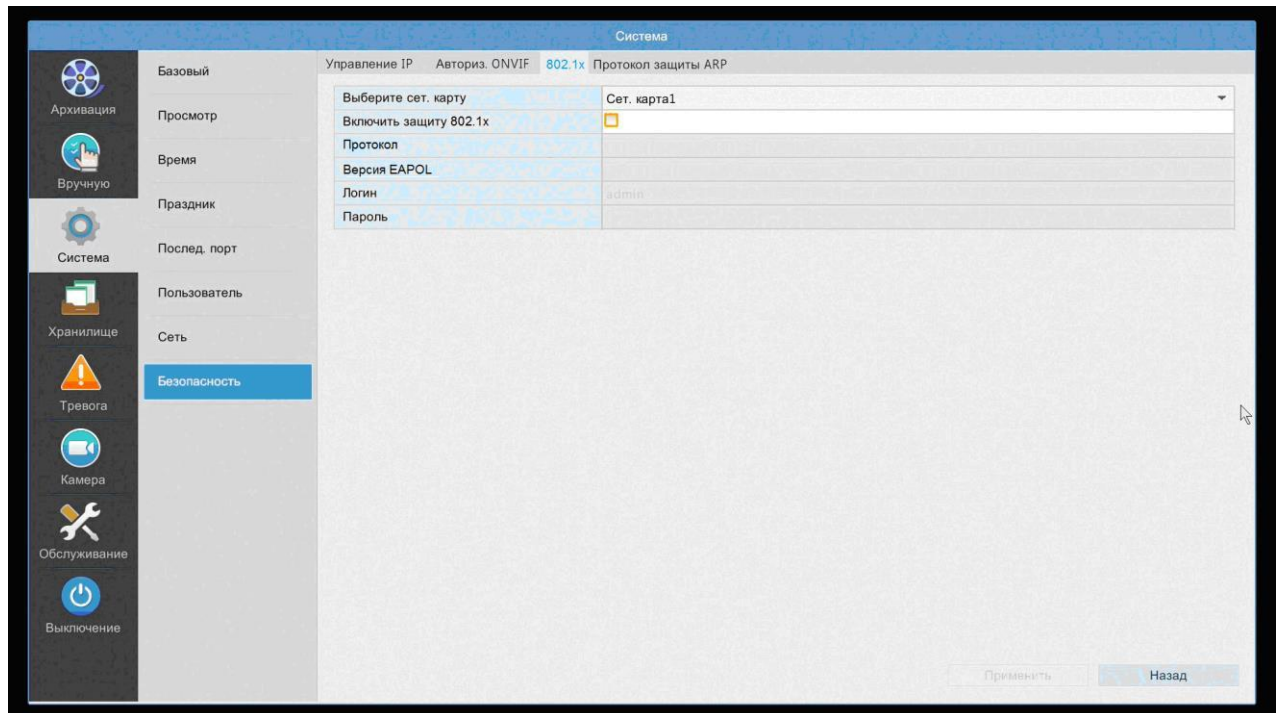 Система
Архивация
Вручную
Система
Хранилище
Тревога
Камера
Обслуживание
Выключение
Базовый
Просмотр
Время
Праздник
Послед. порт
Пользователь
Сеть
Безопасность
Управление IP Авториз. ONVIF 802.1x Протокол защиты ARP
Выберите сет. карту Сет. карта1
Включить защиту 802.1x
Протокол
Версия EAPOL
Логин admin
Пароль
Применить Назад